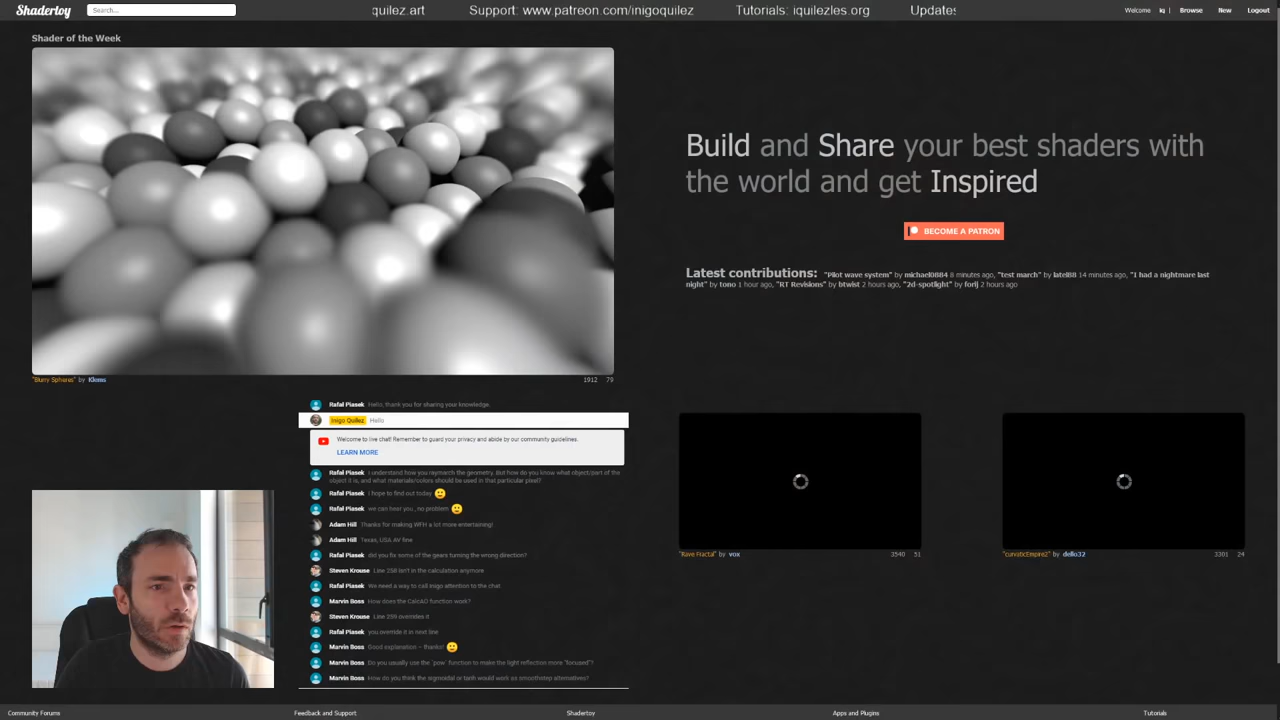 Shadertoy
Search...
quilez.art Support: www.patreon.com/inigoquilez Tutorials: iquilezles.org Updates
Welcome iq | Browse New Logout
Shader of the Week
"Blurry Spheres" by Klems 1912 79
Build and Share your best shaders with
the world and get Inspired
BECOME A PATRON
Latest contributions: "Pilot wave system" by michael0884 8 minutes ago, "test march" by latel88 14 minutes ago, "I had a nightmare last
night" by tono 1 hour ago, "RT Revisions" by btwist 2 hours ago, "2d-spotlight" by forij 2 hours ago
Rafal Piasek Hello, thank you for sharing your knowledge.
Inigo Quilez Hello
Welcome to live chat! Remember to guard your privacy and abide by our community guidelines.
LEARN MORE
Rafal Piasek I understand how you raymarch the geometry. But how do you know what object/part of the
object it is, and what materials/colors should be used in that particular pixel?
Rafal Piasek I hope to find out today
Rafal Piasek we can hear you , no problem
Adam Hill Thanks for making WFH a lot more entertaining!
Adam Hill Texas, USA AV fine
Rafal Piasek did you fix some of the gears turning the wrong direction?
Steven Krouse Line 258 isn't in the calculation anymore
Rafal Piasek We need a way to call Inigo attention to the chat
Marvin Boss How does the CalcAO function work?
Steven Krouse Line 259 overrides it
Rafal Piasek you override it in next line
Marvin Boss Good explanation – thanks!
Marvin Boss Do you usually use the `pow` function to make the light reflection more "focused"?
Marvin Boss How do you think the sigmoidal or tanh would work as smoothstep alternatives?
"Rave Fractal" by vox 3540 51
"curvaticEmpire2" by dello32 3301 24
Community Forums Feedback and Support Shadertoy Apps and Plugins Tutorials